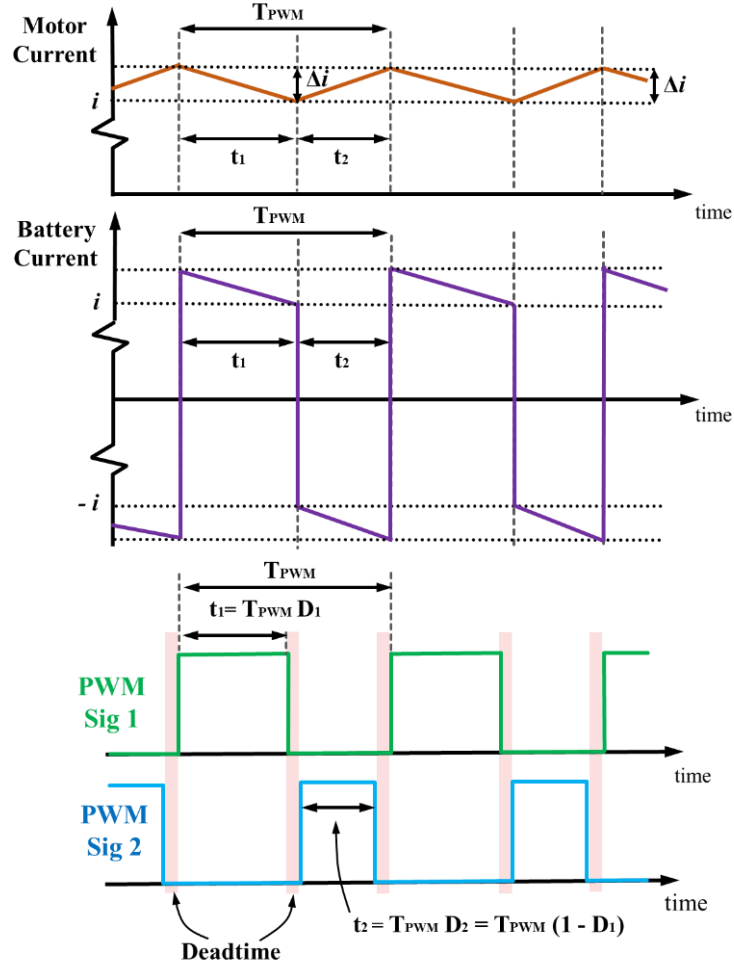 Motor
Current
TPWM
Δi
Δi
i
t1
t2
time
Battery
Current
TPWM
i
t1
t2
time
- i
TPWM
t1= TPWM D1
PWM
Sig 1
time
PWM
Sig 2
time
t2 = TPWM D2 = TPWM (1 - D1)
Deadtime